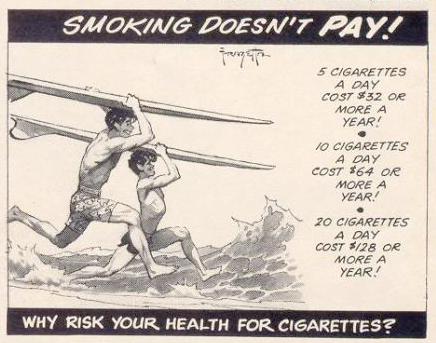 SMOKING DOESN'T PAY!
Frazetta
5 CIGARETTES
A DAY
COST $32 OR
MORE A
YEAR!
•
10 CIGARETTES
A DAY
COST $64 OR
MORE A
YEAR!
•
20 CIGARETTES
A DAY
COST $128 OR
MORE A
YEAR!
WHY RISK YOUR HEALTH FOR CIGARETTES?